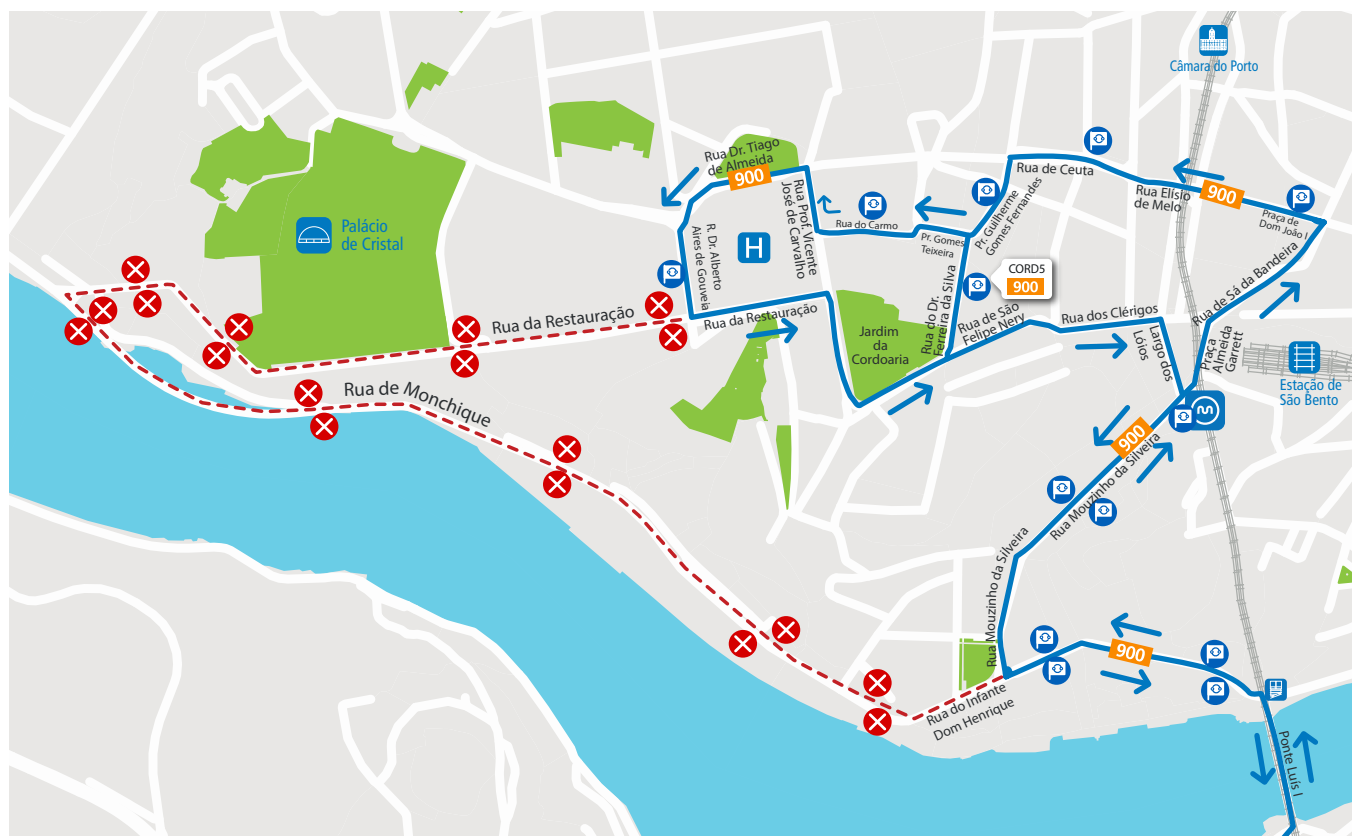 Câmara do Porto
Rua Dr. Tiago
de Almeida
900
Rua de Ceuta
Rua Elísio
de Melo
900
Praça de
Dom João I
Palácio
de Cristal
R. Dr. Alberto
Aires de Gouveia
H
Rua Prof. Vicente
José de Carvalho
Rua do Carmo
Pr. Gomes
Teixeira
Pr. Guilherme
Gomes Fernandes
CORD5
900
Rua de Sá da Bandeira
Rua da Restauração
Rua da Restauração
Jardim
da
Cordoaria
Rua do Dr.
Ferreira da Silva
Rua de São
Felipe Nery
Rua dos Clérigos
Largo dos
Lóios
Praça
Almeida
Garrett
Estação de
São Bento
Rua de Monchique
900
Rua Mouzinho da Silveira
Rua Mouzinho da Silveira
Rua Mouzinho da Silveira
900
Rua do Infante
Dom Henrique
Ponte Luís I